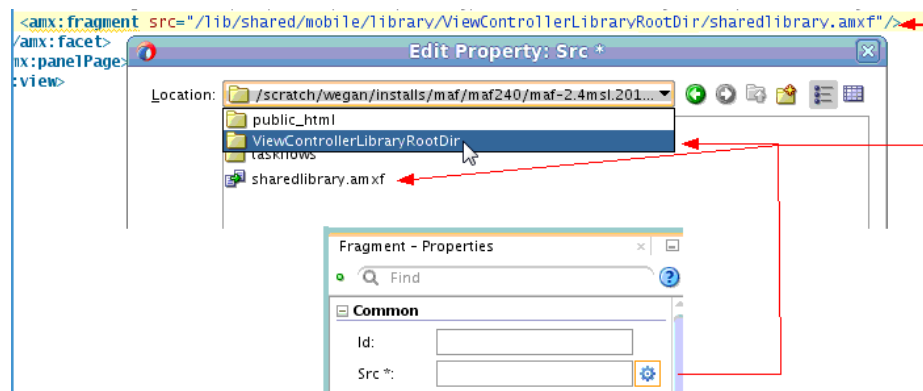 <amx:fragment src="/lib/shared/mobile/library/ViewControllerLibraryRootDir/sharedlibrary.amxf"/>
/amx:facet>
mx:panelPage>
:view>
Edit Property: Src *
Location: /scratch/wegan/installs/maf/maf240/maf-2.4msl.201...
public_html
ViewControllerLibraryRootDir
taskflows
sharedlibrary.amxf
Fragment - Properties
Find
Common
Id:
Src *: